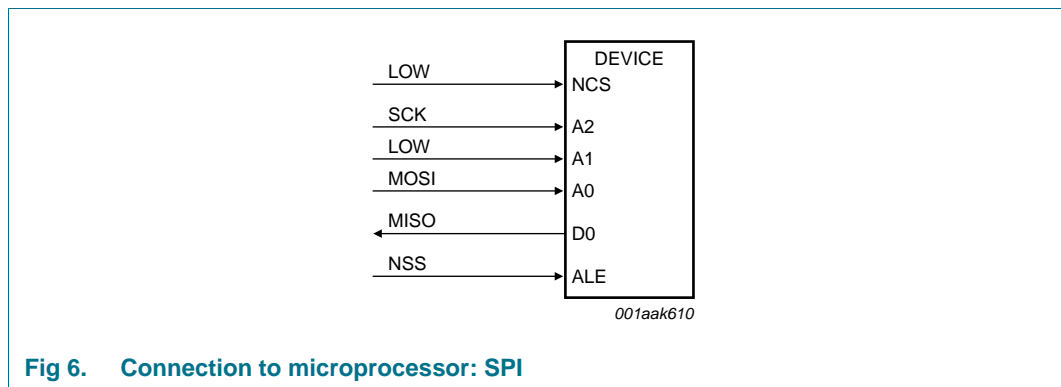 DEVICE
LOW
NCS
SCK
A2
LOW
A1
MOSI
A0
MISO
D0
NSS
ALE
001aak610
Fig 6. Connection to microprocessor: SPI